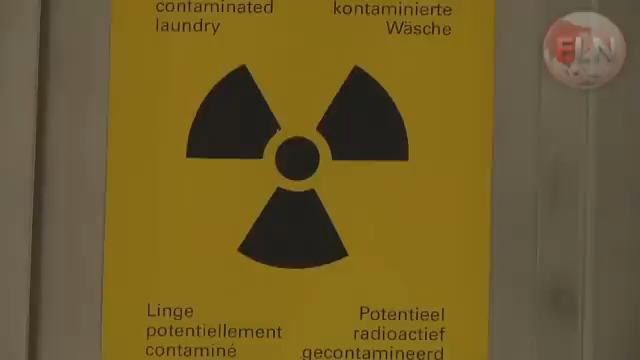 contaminated
laundry
kontaminierte
Wäsche
FLN
Linge
potentiellement
contaminé
Potentieel
radioactief
gecontamineerd